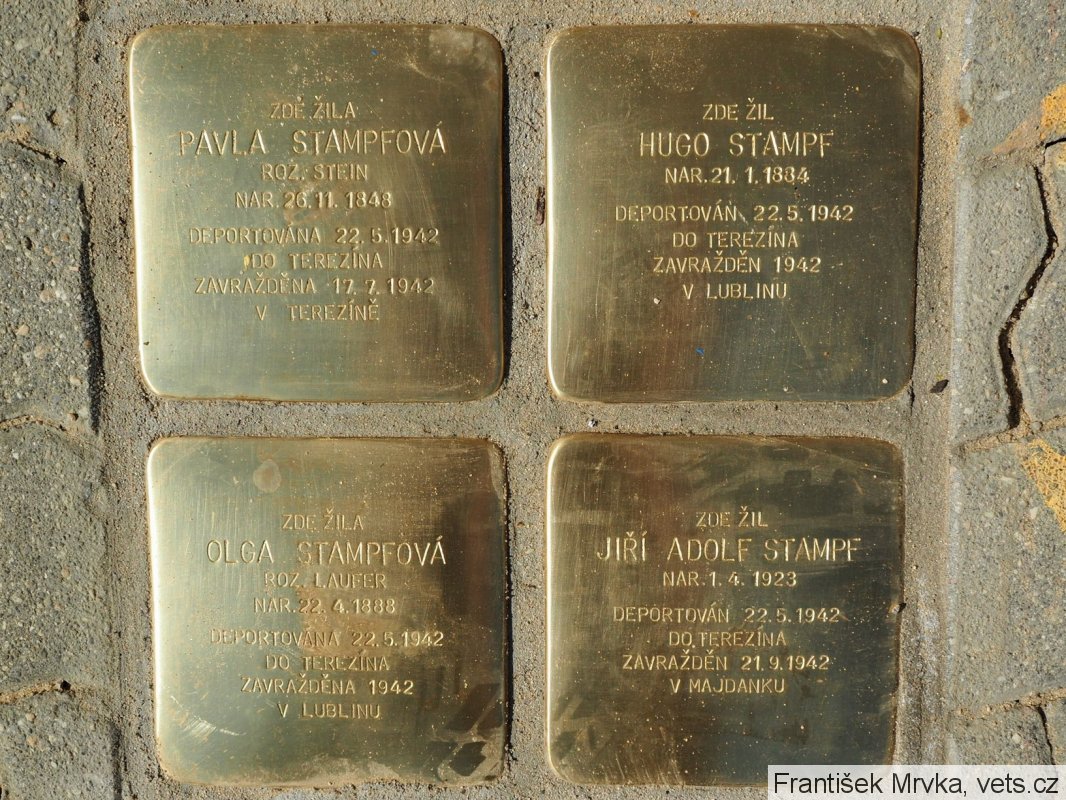 ZDE ŽILA
PAVLA STAMPFOVÁ
ROZ. STEIN
NAR. 26. 11. 1848
DEPORTOVÁNA 22. 5. 1942
DO TEREZÍNA
ZAVRAŽDĚNA 17. 7. 1942
V TEREZÍNĚ
ZDE ŽIL
HUGO STAMPF
NAR. 21. 1. 1884
DEPORTOVÁN 22. 5. 1942
DO TEREZÍNA
ZAVRAŽDĚN 1942
V LUBLINU
ZDE ŽILA
OLGA STAMPFOVÁ
ROZ. LAUFER
NAR. 22. 4. 1888
DEPORTOVÁNA 22. 5. 1942
DO TEREZÍNA
ZAVRAŽDĚNA 1942
V LUBLINU
ZDE ŽIL
JIŘÍ ADOLF STAMPF
NAR. 1. 4. 1923
DEPORTOVÁN 22. 5. 1942
DO TEREZÍNA
ZAVRAŽDĚN 21. 9. 1942
V MAJDANKU
František Mrvka, vets.cz